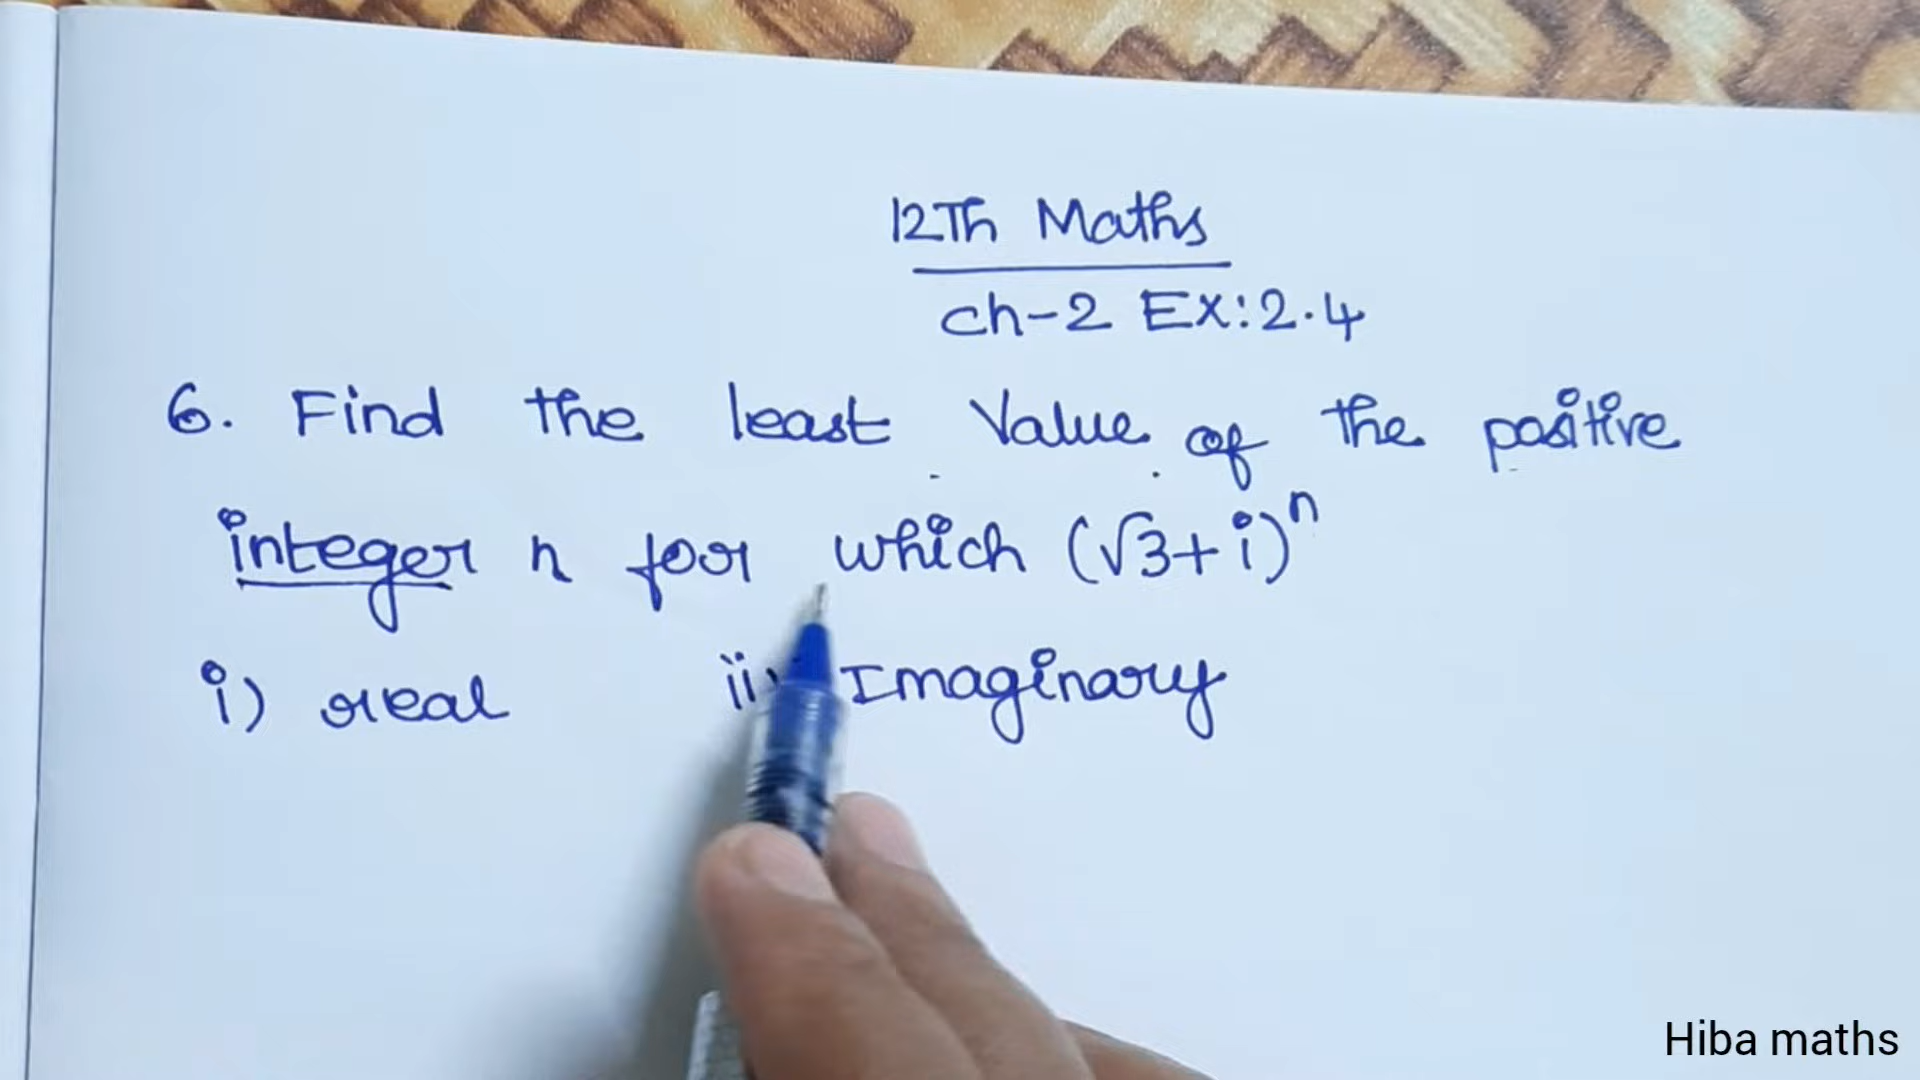 12Th Maths
ch-2 Ex:2.4
6. Find the least Value of the positive
integer n for which (√3+i)ⁿ
i) real ii) Imaginary
Hiba maths